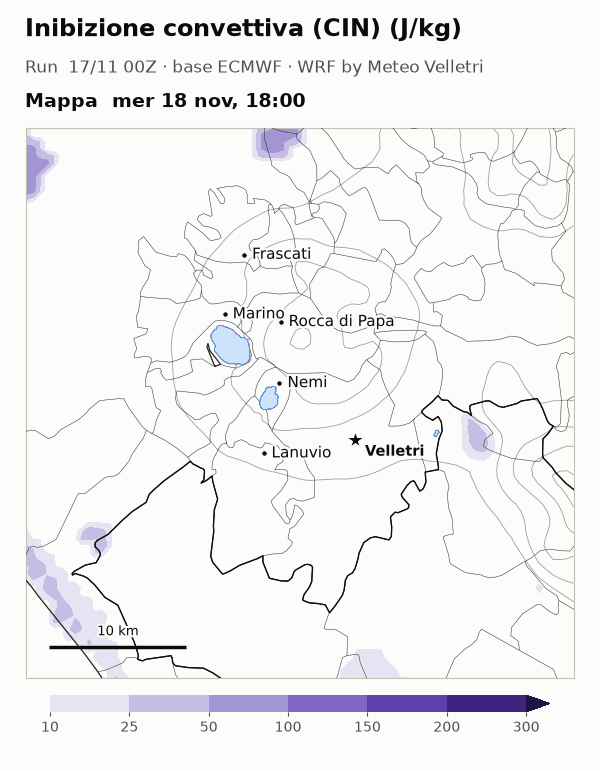 Inibizione convettiva (CIN) (J/kg)
Run  17/11 00Z · base ECMWF · WRF by Meteo Velletri
Mappa  mer 18 nov, 18:00
Frascati
Marino
Rocca di Papa
Nemi
Velletri
Lanuvio
10 km
10 25 50 100 150 200 300